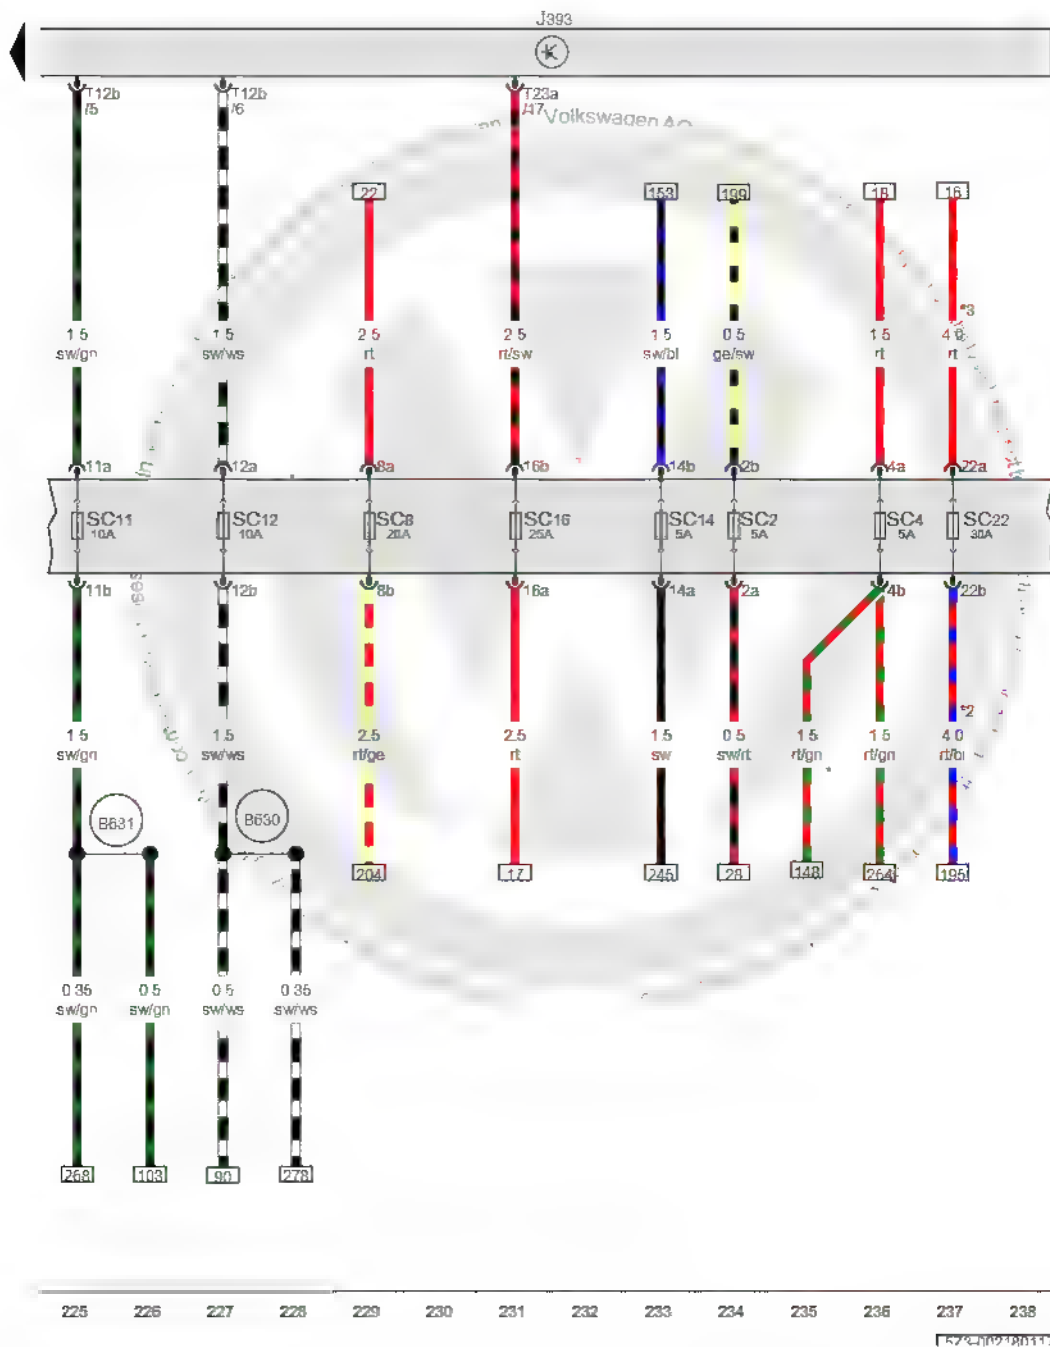 J393
K
T12b
/5
T12b
/6
T23a
/17
Volkswagen AG
22
153
199
18
16
*3
1.5 1.5 2.5 2.5 1.5 0.5 1.5 4.0
sw/gn sw/ws rt rt/sw sw/bl ge/sw rt rt
11a 12a 8a 16b 14b 2b 4a 22a
SC11 SC12 SC8 SC16 SC14 SC2 SC4 SC22
10A 10A 20A 25A 5A 5A 5A 30A
11b 12b 8b 16a 14a 2a 4b 22b
*2
1.5 1.5 2.5 2.5 1.5 0.5 1.5 1.5 4.0
sw/gn sw/ws rt/ge rt sw sw/rt rt/gn rt/gn rt/bl
B631 B630
204 17 245 28 148 264 195
0.35 0.5 0.5 0.35
sw/gn sw/gn sw/ws sw/ws
268 103 90 278
225 226 227 228 229 230 231 232 233 234 235 236 237 238